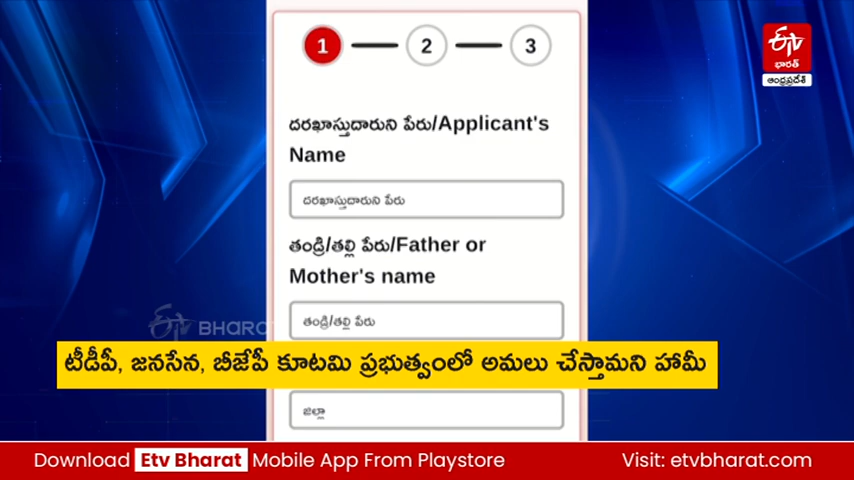 1 2 3
etv
భారత్
ఆంధ్రప్రదేశ్
దరఖాస్తుదారుని పేరు/Applicant's
Name
దరఖాస్తుదారుని పేరు
తండ్రి/తల్లి పేరు/Father or
Mother's name
తండ్రి/తల్లి పేరు
etv BHARAT
టీడీపీ, జనసేన, బీజేపీ కూటమి ప్రభుత్వంలో అమలు చేస్తామని హామీ
జిల్లా
Download Etv Bharat Mobile App From Playstore
Visit: etvbharat.com